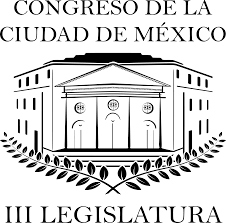 CONGRESO DE LA
CIUDAD DE MÉXICO
III LEGISLATURA